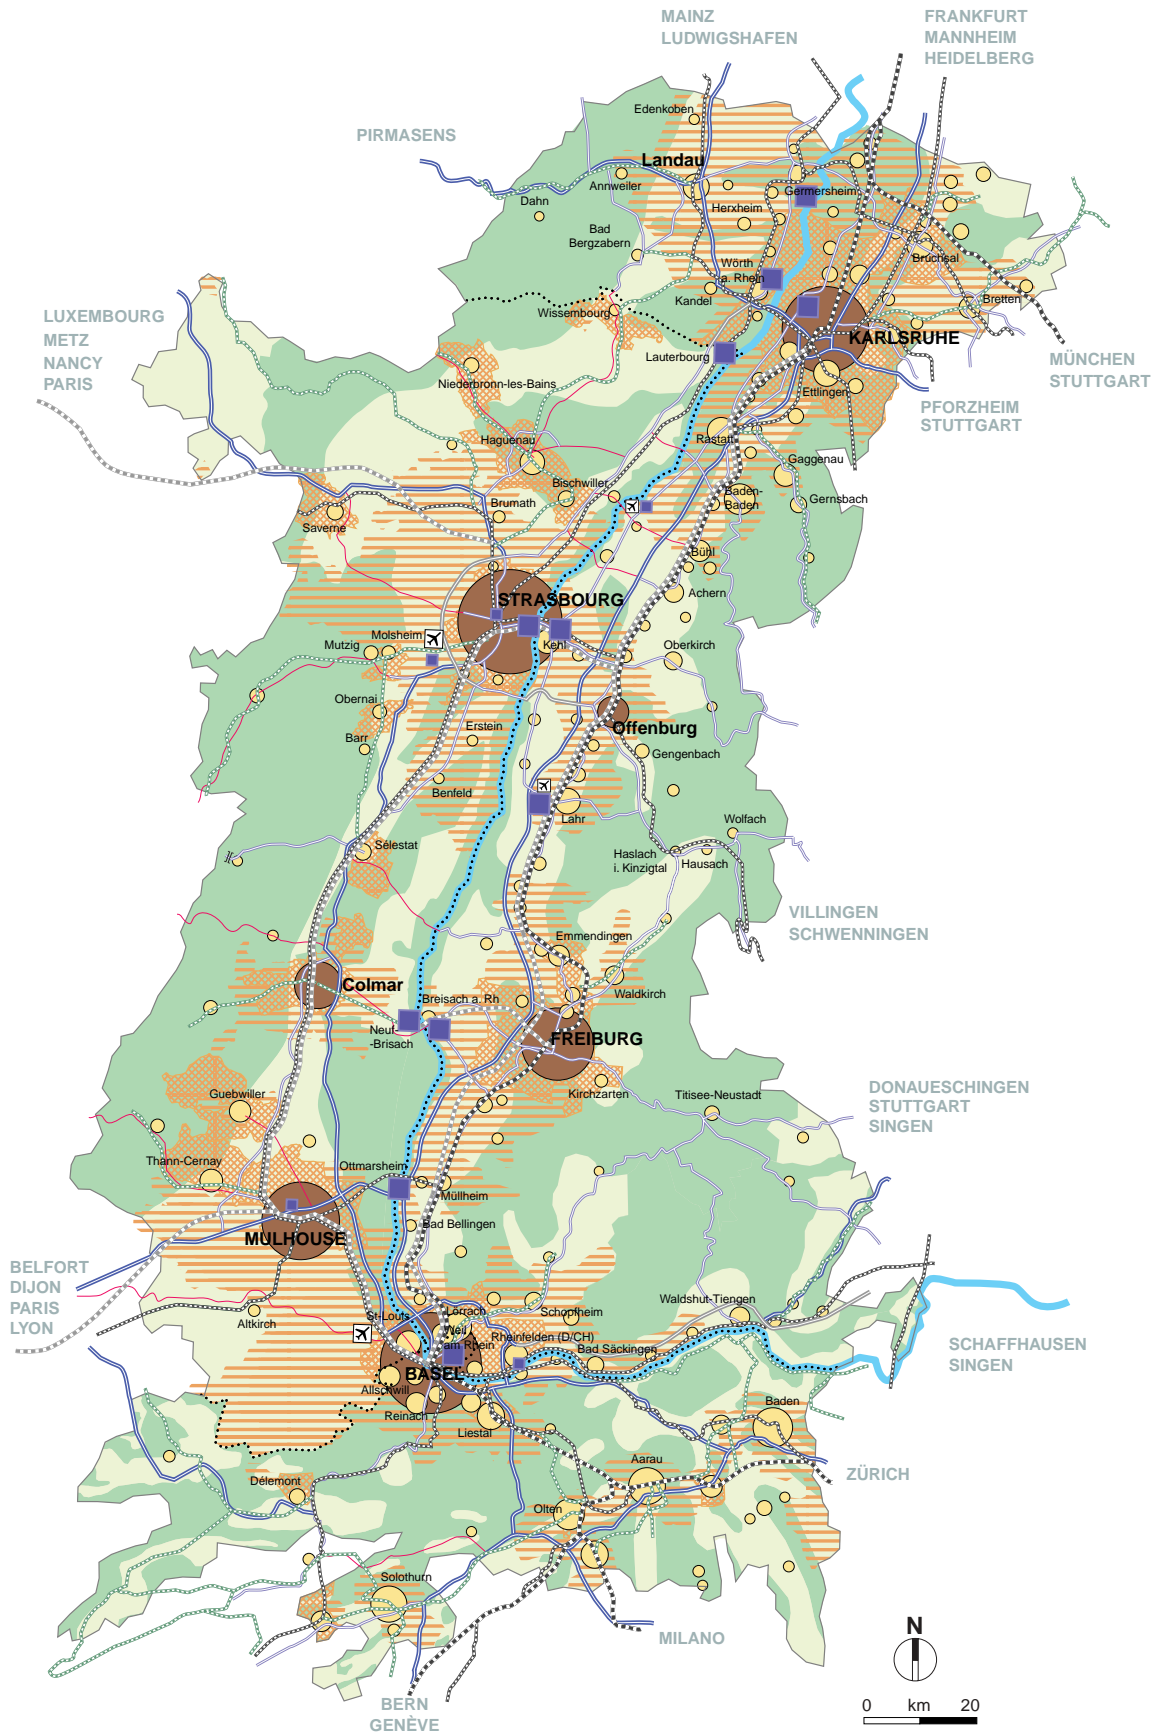 MAINZ
LUDWIGSHAFEN
FRANKFURT
MANNHEIM
HEIDELBERG
PIRMASENS
Edenkoben
Landau
Annweiler
Dahn
Germersheim
Herxheim
Bad
Bergzabern
Bruchsal
Wörth
a. Rhein
Kandel
Bretten
Wissembourg
LUXEMBOURG
METZ
NANCY
PARIS
KARLSRUHE
Lauterbourg
MÜNCHEN
STUTTGART
Niederbronn-les-Bains
Ettlingen
PFORZHEIM
STUTTGART
Haguenau
Rastatt
Gaggenau
Bischwiller
Baden-
Baden
Gernsbach
Brumath
Saverne
Bühl
STRASBOURG
Achern
Molsheim
Mutzig
Kehl
Oberkirch
Obernai
Erstein
Offenburg
Barr
Gengenbach
Benfeld
Lahr
Wolfach
Sélestat
Haslach
i. Kinzigtal
Hausach
VILLINGEN
SCHWENNINGEN
Emmendingen
Colmar
Waldkirch
Breisach a. Rh
Neuf-
-Brisach
FREIBURG
Guebwiller
Kirchzarten
Titisee-Neustadt
DONAUESCHINGEN
STUTTGART
SINGEN
Thann-Cernay
Ottmarsheim
Müllheim
Bad Bellingen
MULHOUSE
BELFORT
DIJON
PARIS
LYON
Waldshut-Tiengen
Altkirch
St-Louis
Lörrach
Schopfheim
Weil
am Rhein
Rheinfelden (D/CH)
Bad Säckingen
SCHAFFHAUSEN
SINGEN
BASEL
Allschwil
Reinach
Liestal
Baden
Aarau
ZÜRICH
Délemont
Olten
Solothurn
N
MILANO
BERN
GENÈVE
0 km 20